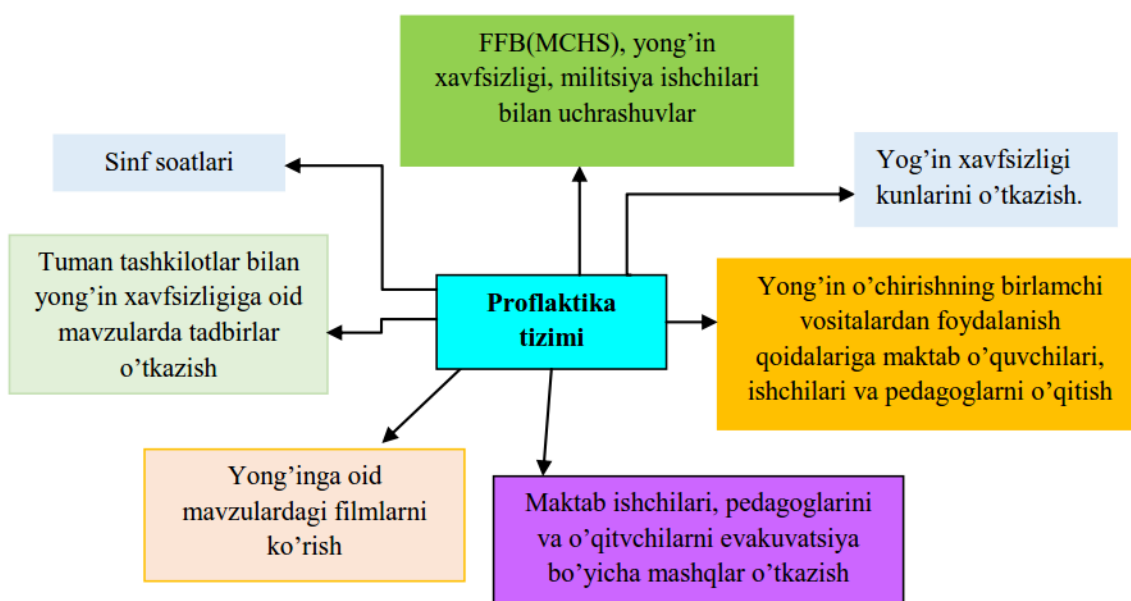 FFB(MCHS), yong’in
xavfsizligi, militsiya ishchilari
bilan uchrashuvlar
Sinf soatlari
Yog’in xavfsizligi
kunlarini o’tkazish.
Tuman tashkilotlar bilan
yong’in xavfsizligiga oid
mavzularda tadbirlar
o’tkazish
Proflaktika
tizimi
Yong’in o’chirishning birlamchi
vositalardan foydalanish
qoidalariga maktab o’quvchilari,
ishchilari va pedagoglarni o’qitish
Yong’inga oid
mavzulardagi filmlarni
ko’rish
Maktab ishchilari, pedagoglarini
va o’qitvchilarni evakuvatsiya
bo’yicha mashqlar o’tkazish